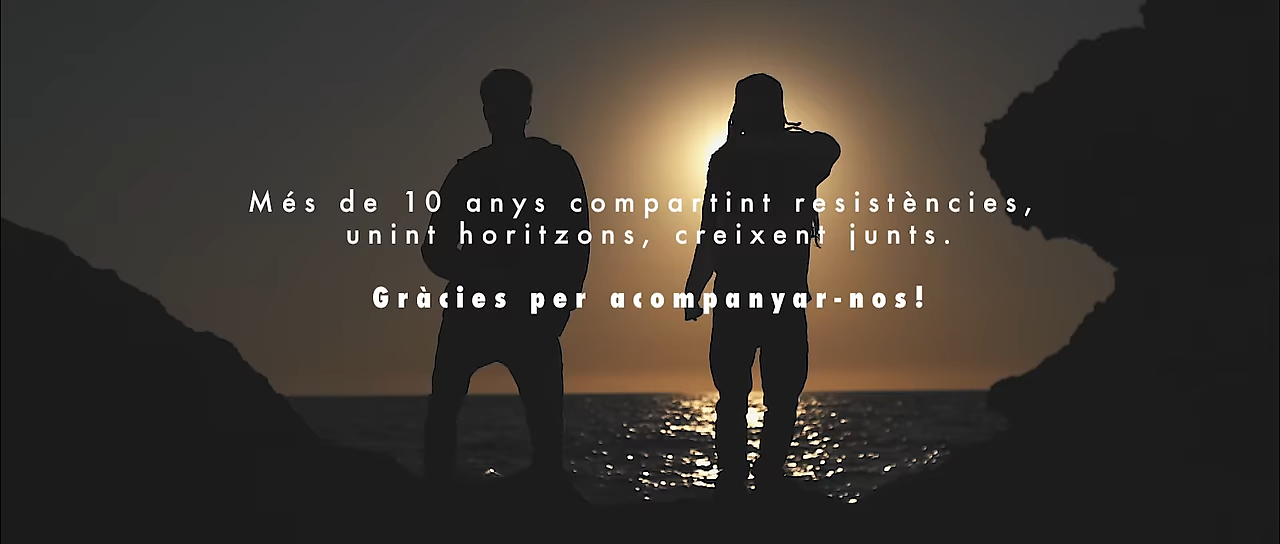 Més de 10 anys compartint resistències,
unint horitzons, creixent junts.
Gràcies per acompanyar-nos!